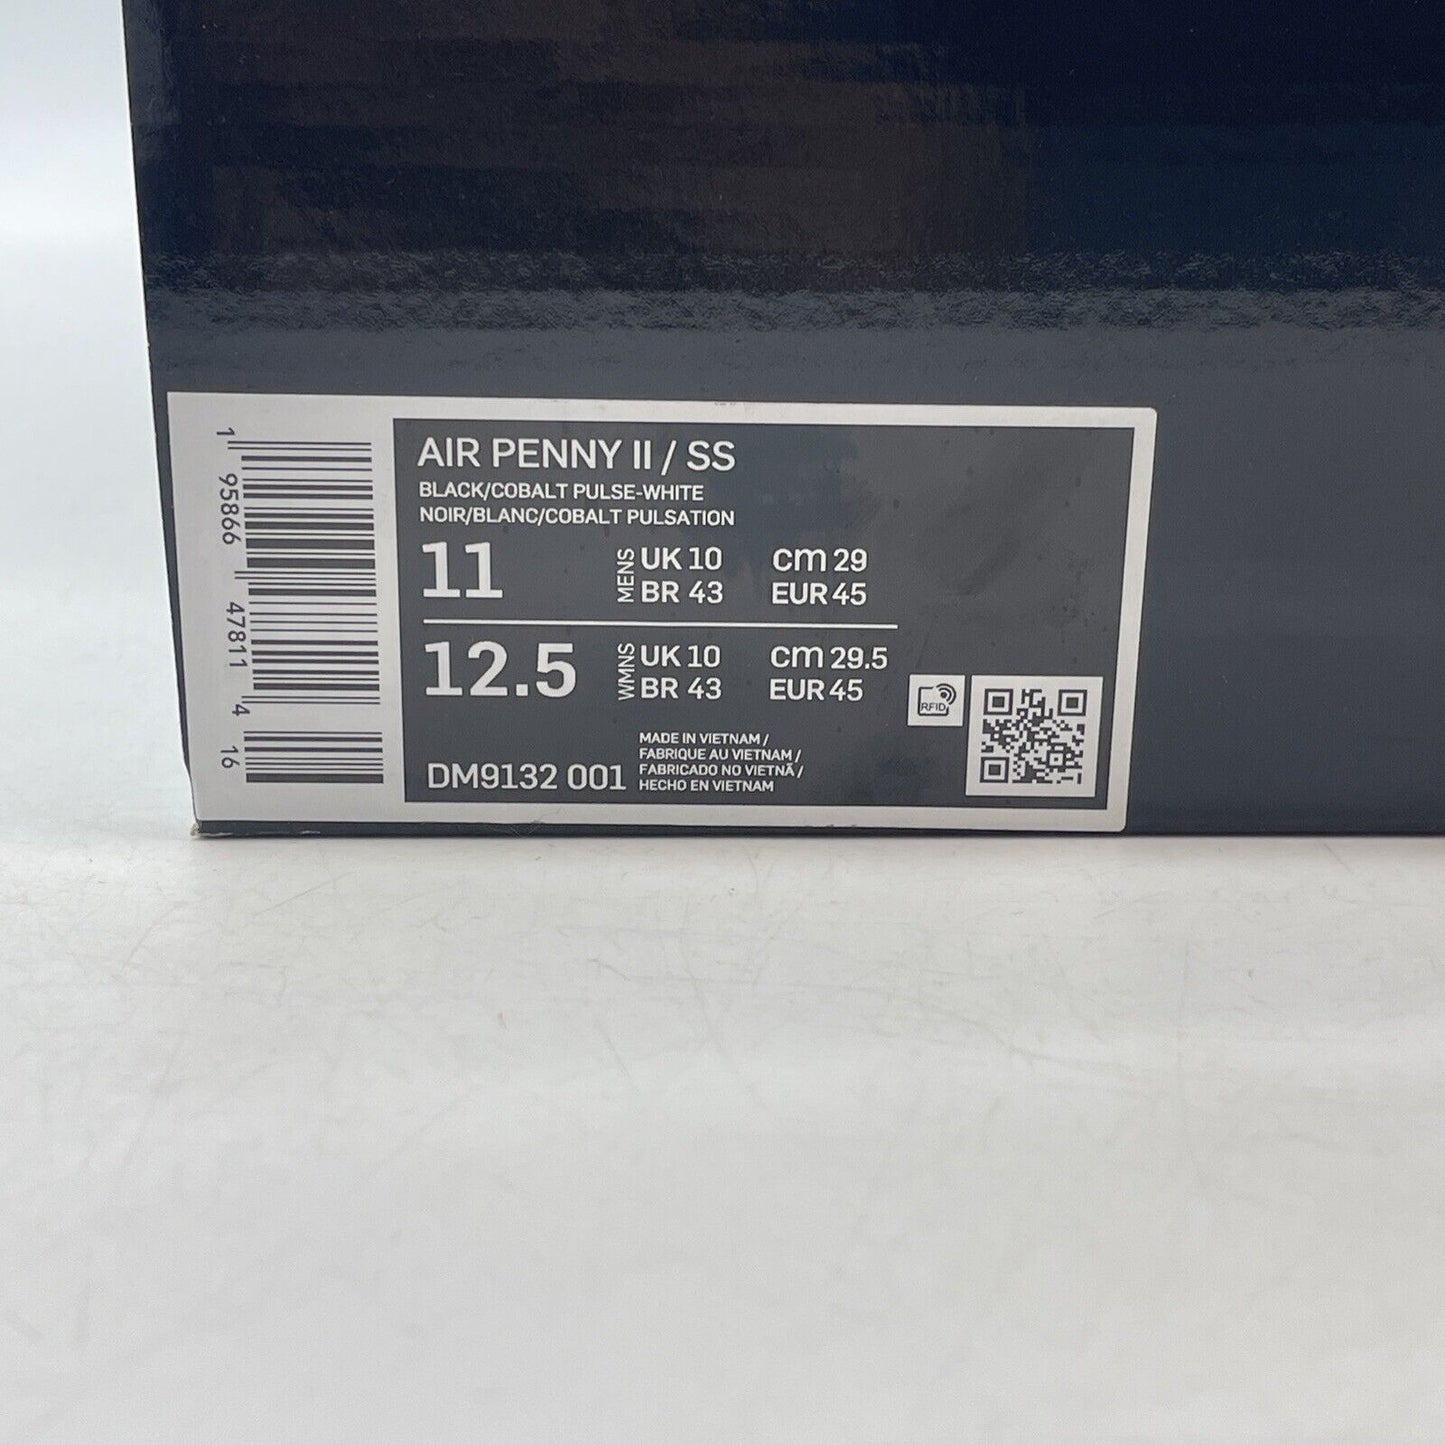 AIR PENNY II / SS
BLACK/COBALT PULSE-WHITE
NOIR/BLANC/COBALT PULSATION
11 MENS UK 10 cm 29
BR 43 EUR 45
12.5 WMNS UK 10 cm 29.5
BR 43 EUR 45
RFID
MADE IN VIETNAM /
FABRIQUE AU VIETNAM /
FABRICADO NO VIETNÃ /
HECHO EN VIETNAM
DM9132 001
1 95866 47811 4 16